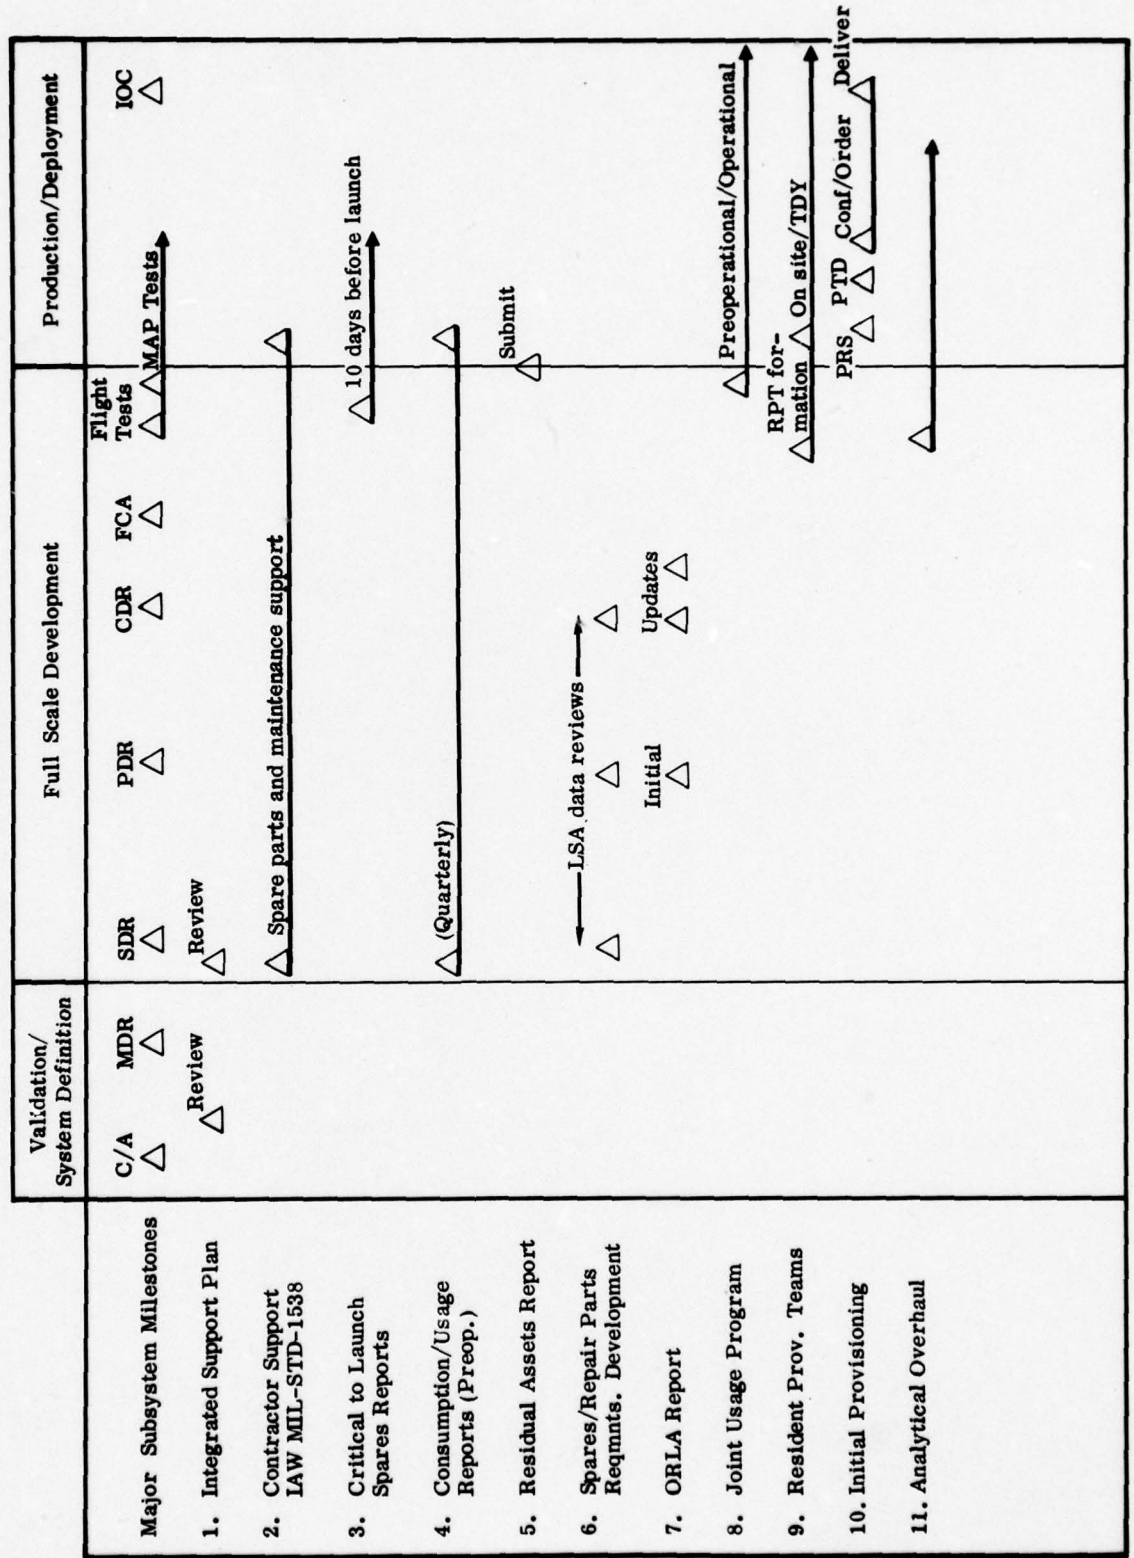 Validation/
System Definition
Full Scale Development
Production/Deployment
Major Subsystem Milestones
C/A
MDR
SDR
PDR
CDR
FCA
Flight
Tests
MAP Tests
IOC
1. Integrated Support Plan
Review
Review
2. Contractor Support
IAW MIL-STD-1538
Spare parts and maintenance support
3. Critical to Launch
Spares Reports
10 days before launch
4. Consumption/Usage
Reports (Preop.)
(Quarterly)
5. Residual Assets Report
Submit
6. Spares/Repair Parts
Reqmnts. Development
LSA data reviews
7. ORLA Report
Initial
Updates
8. Joint Usage Program
Preoperational/Operational
9. Resident Prov. Teams
RPT for-
mation
On site/TDY
10. Initial Provisioning
PRS
PTD
Conf/Order
Deliver
11. Analytical Overhaul